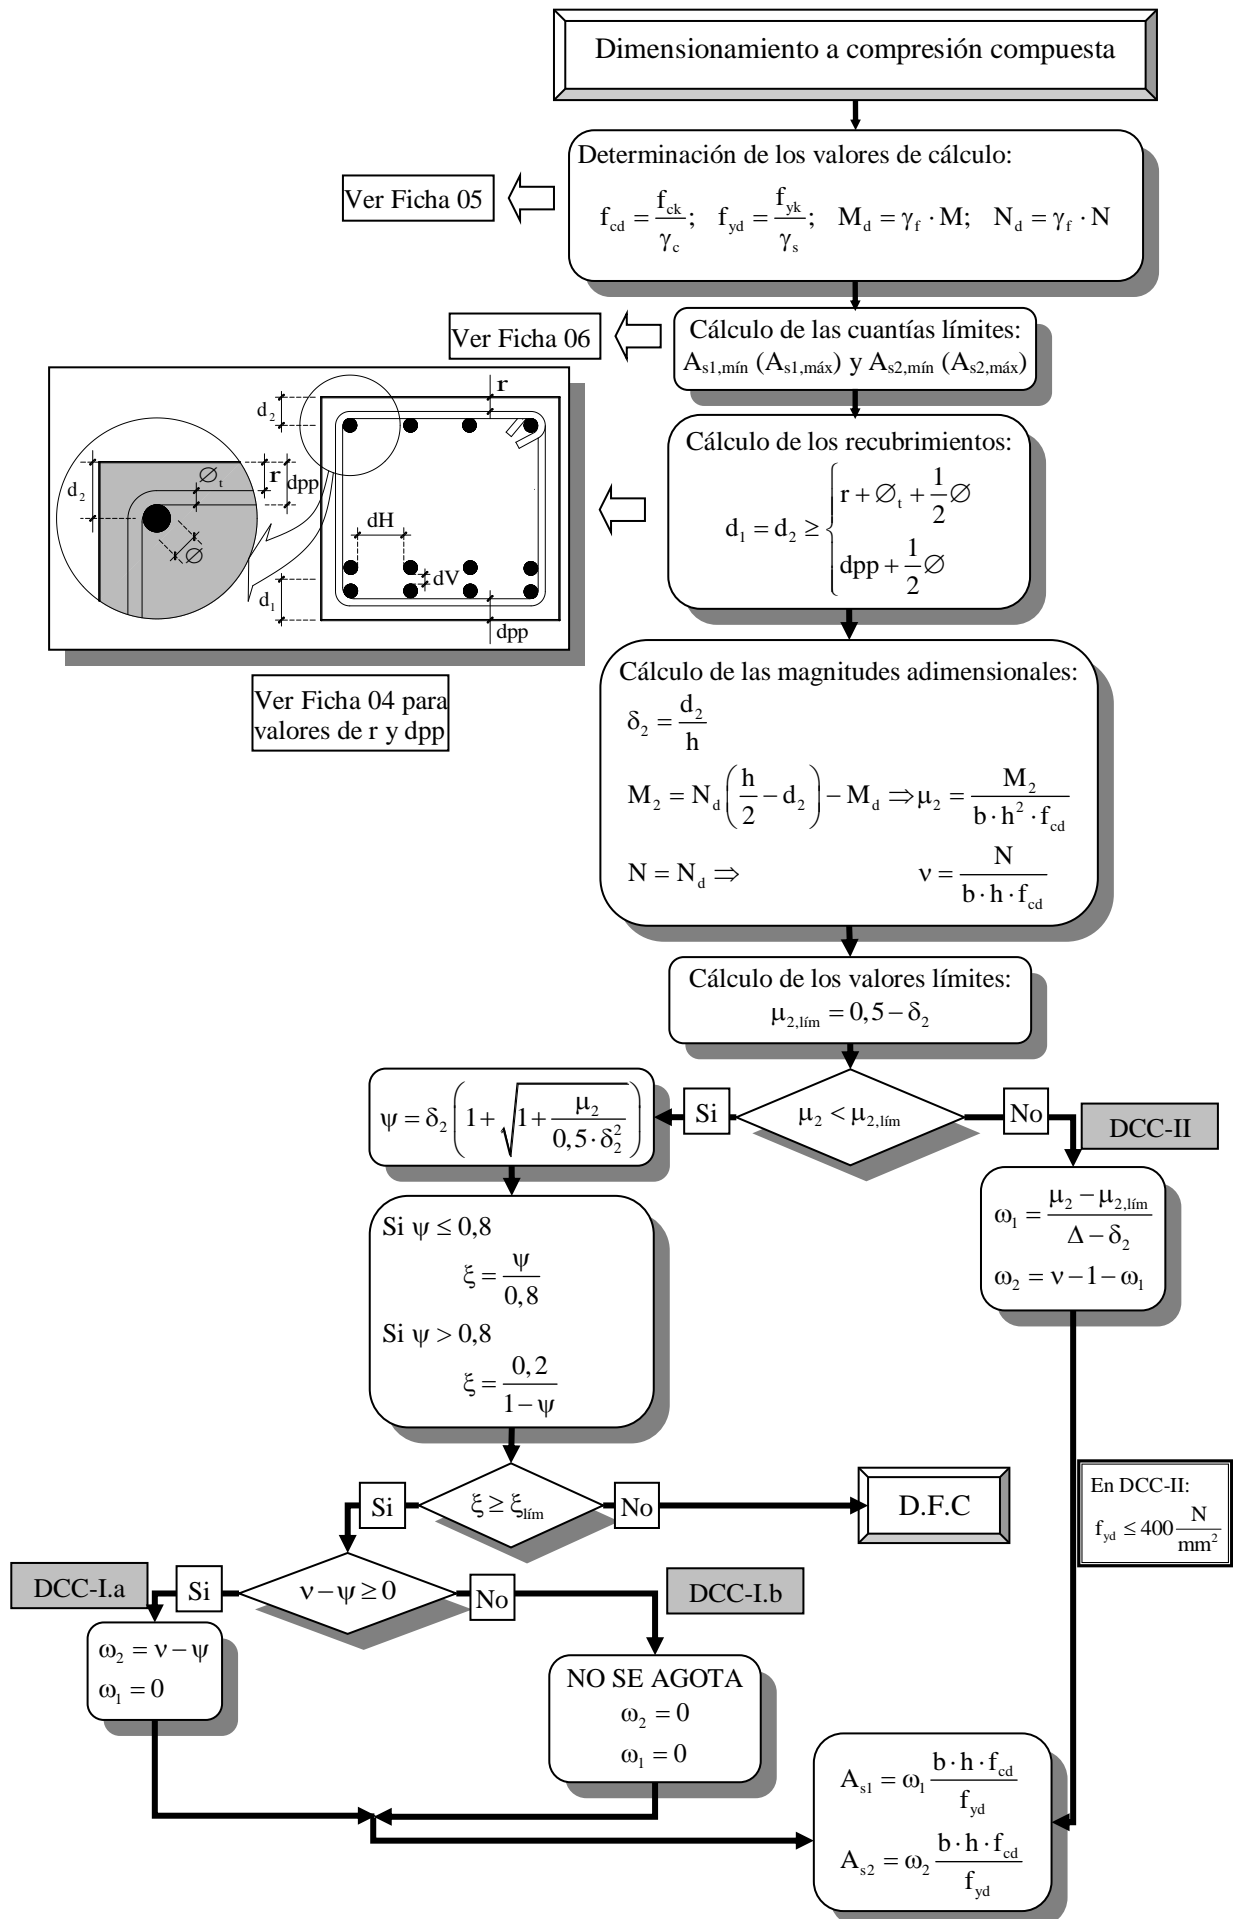 Dimensionamiento a compresión compuesta
Determinación de los valores de cálculo:
f_cd = f_ck / γ_c; f_yd = f_yk / γ_s; M_d = γ_f · M; N_d = γ_f · N
Ver Ficha 05
Cálculo de las cuantías límites:
A_s1,mín (A_s1,máx) y A_s2,mín (A_s2,máx)
Ver Ficha 06
Cálculo de los recubrimientos:
d_1 = d_2 ≥ { r + ∅_t + 1/2 ∅
dpp + 1/2 ∅
d_2
r
d_2
∅_t
r
dpp
∅
dH
dV
d_1
dpp
Ver Ficha 04 para
valores de r y dpp
Cálculo de las magnitudes adimensionales:
δ_2 = d_2 / h
M_2 = N_d (h/2 − d_2) − M_d ⇒ μ_2 = M_2 / (b · h² · f_cd)
N = N_d ⇒ ν = N / (b · h · f_cd)
Cálculo de los valores límites:
μ_2,lím = 0,5 − δ_2
μ_2 < μ_2,lím
Si
No
DCC-II
ψ = δ_2 (1 + √(1 + μ_2 / (0,5 · δ_2²)))
ω_1 = (μ_2 − μ_2,lím) / (Δ − δ_2)
ω_2 = ν − 1 − ω_1
Si ψ ≤ 0,8
ξ = ψ / 0,8
Si ψ > 0,8
ξ = 0,2 / (1 − ψ)
ξ ≥ ξ_lím
Si
No
D.F.C
En DCC-II:
f_yd ≤ 400 N / mm²
ν − ψ ≥ 0
DCC-I.a
Si
No
DCC-I.b
ω_2 = ν − ψ
ω_1 = 0
NO SE AGOTA
ω_2 = 0
ω_1 = 0
A_s1 = ω_1 b · h · f_cd / f_yd
A_s2 = ω_2 b · h · f_cd / f_yd